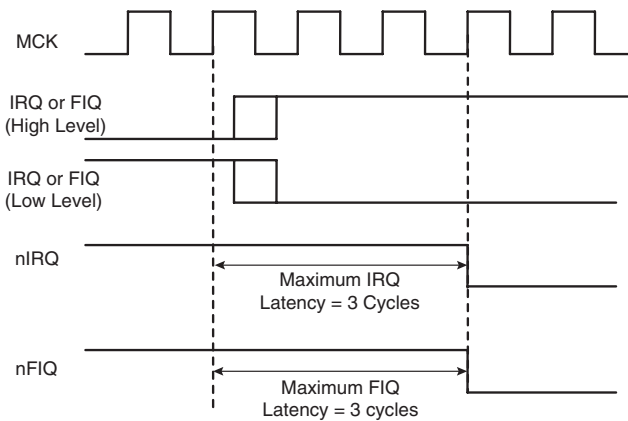 MCK
IRQ or FIQ
(High Level)
IRQ or FIQ
(Low Level)
nIRQ
Maximum IRQ
Latency = 3 Cycles
nFIQ
Maximum FIQ
Latency = 3 cycles